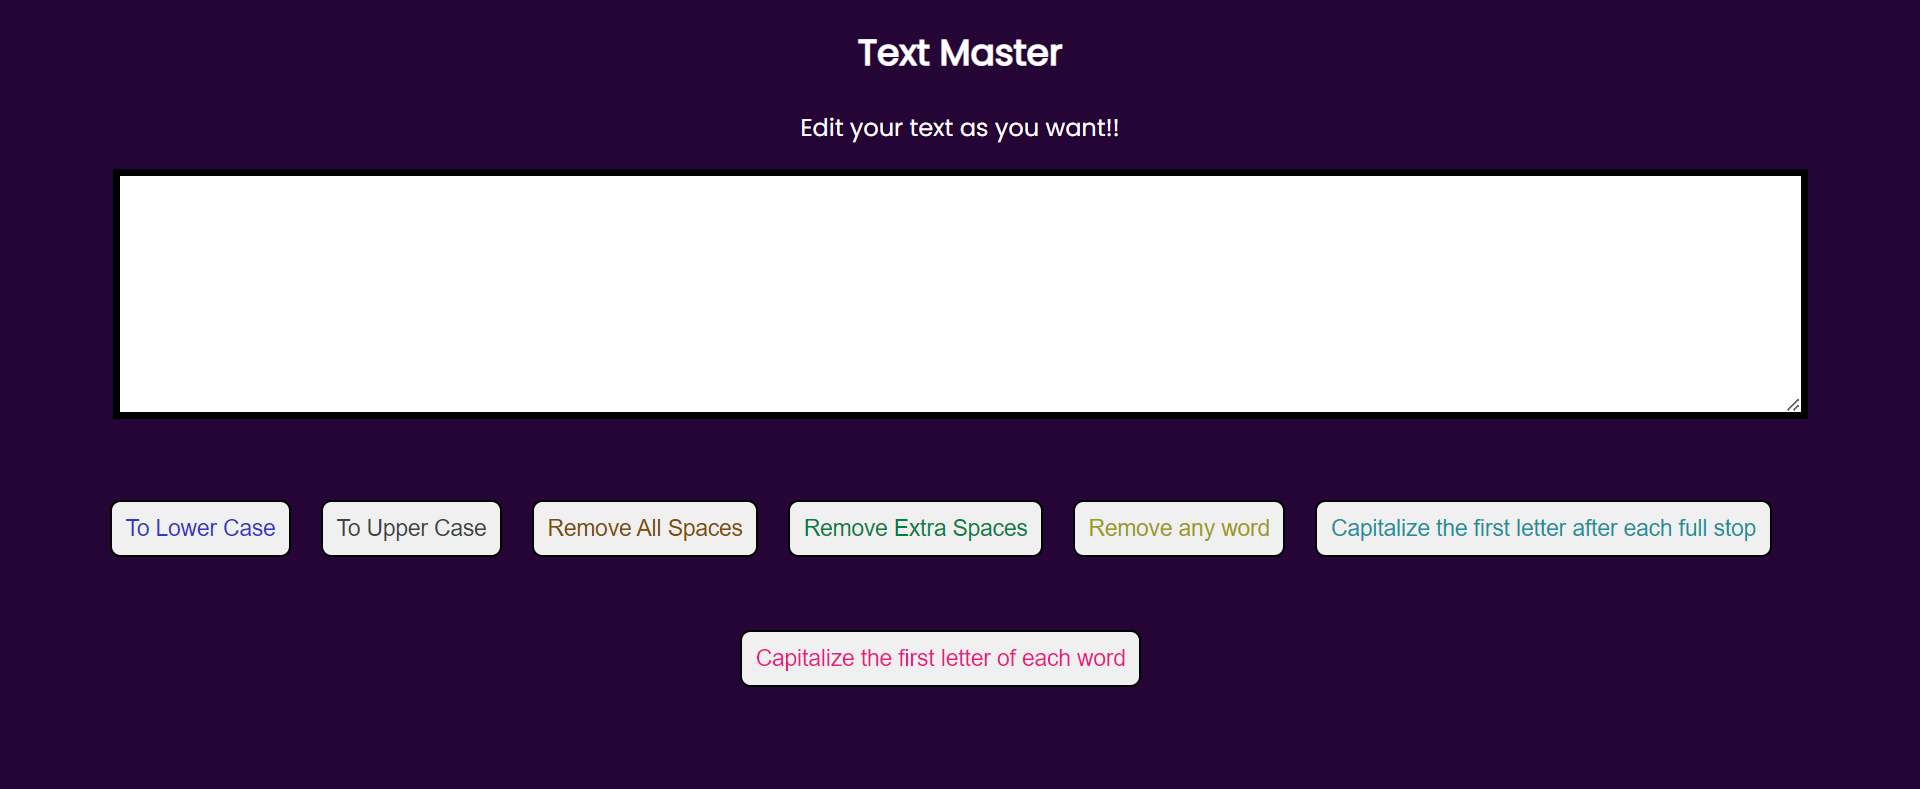 Text Master
Edit your text as you want!!
To Lower Case
To Upper Case
Remove All Spaces
Remove Extra Spaces
Remove any word
Capitalize the first letter after each full stop
Capitalize the first letter of each word